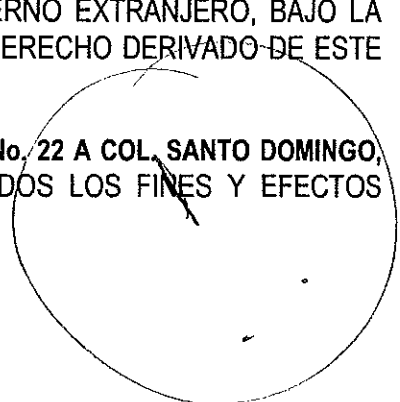 ERNO EXTRANJERO, BAJO LA
ERECHO DERIVADO DE ESTE
No. 22 A COL. SANTO DOMINGO,
DOS LOS FINES Y EFECTOS